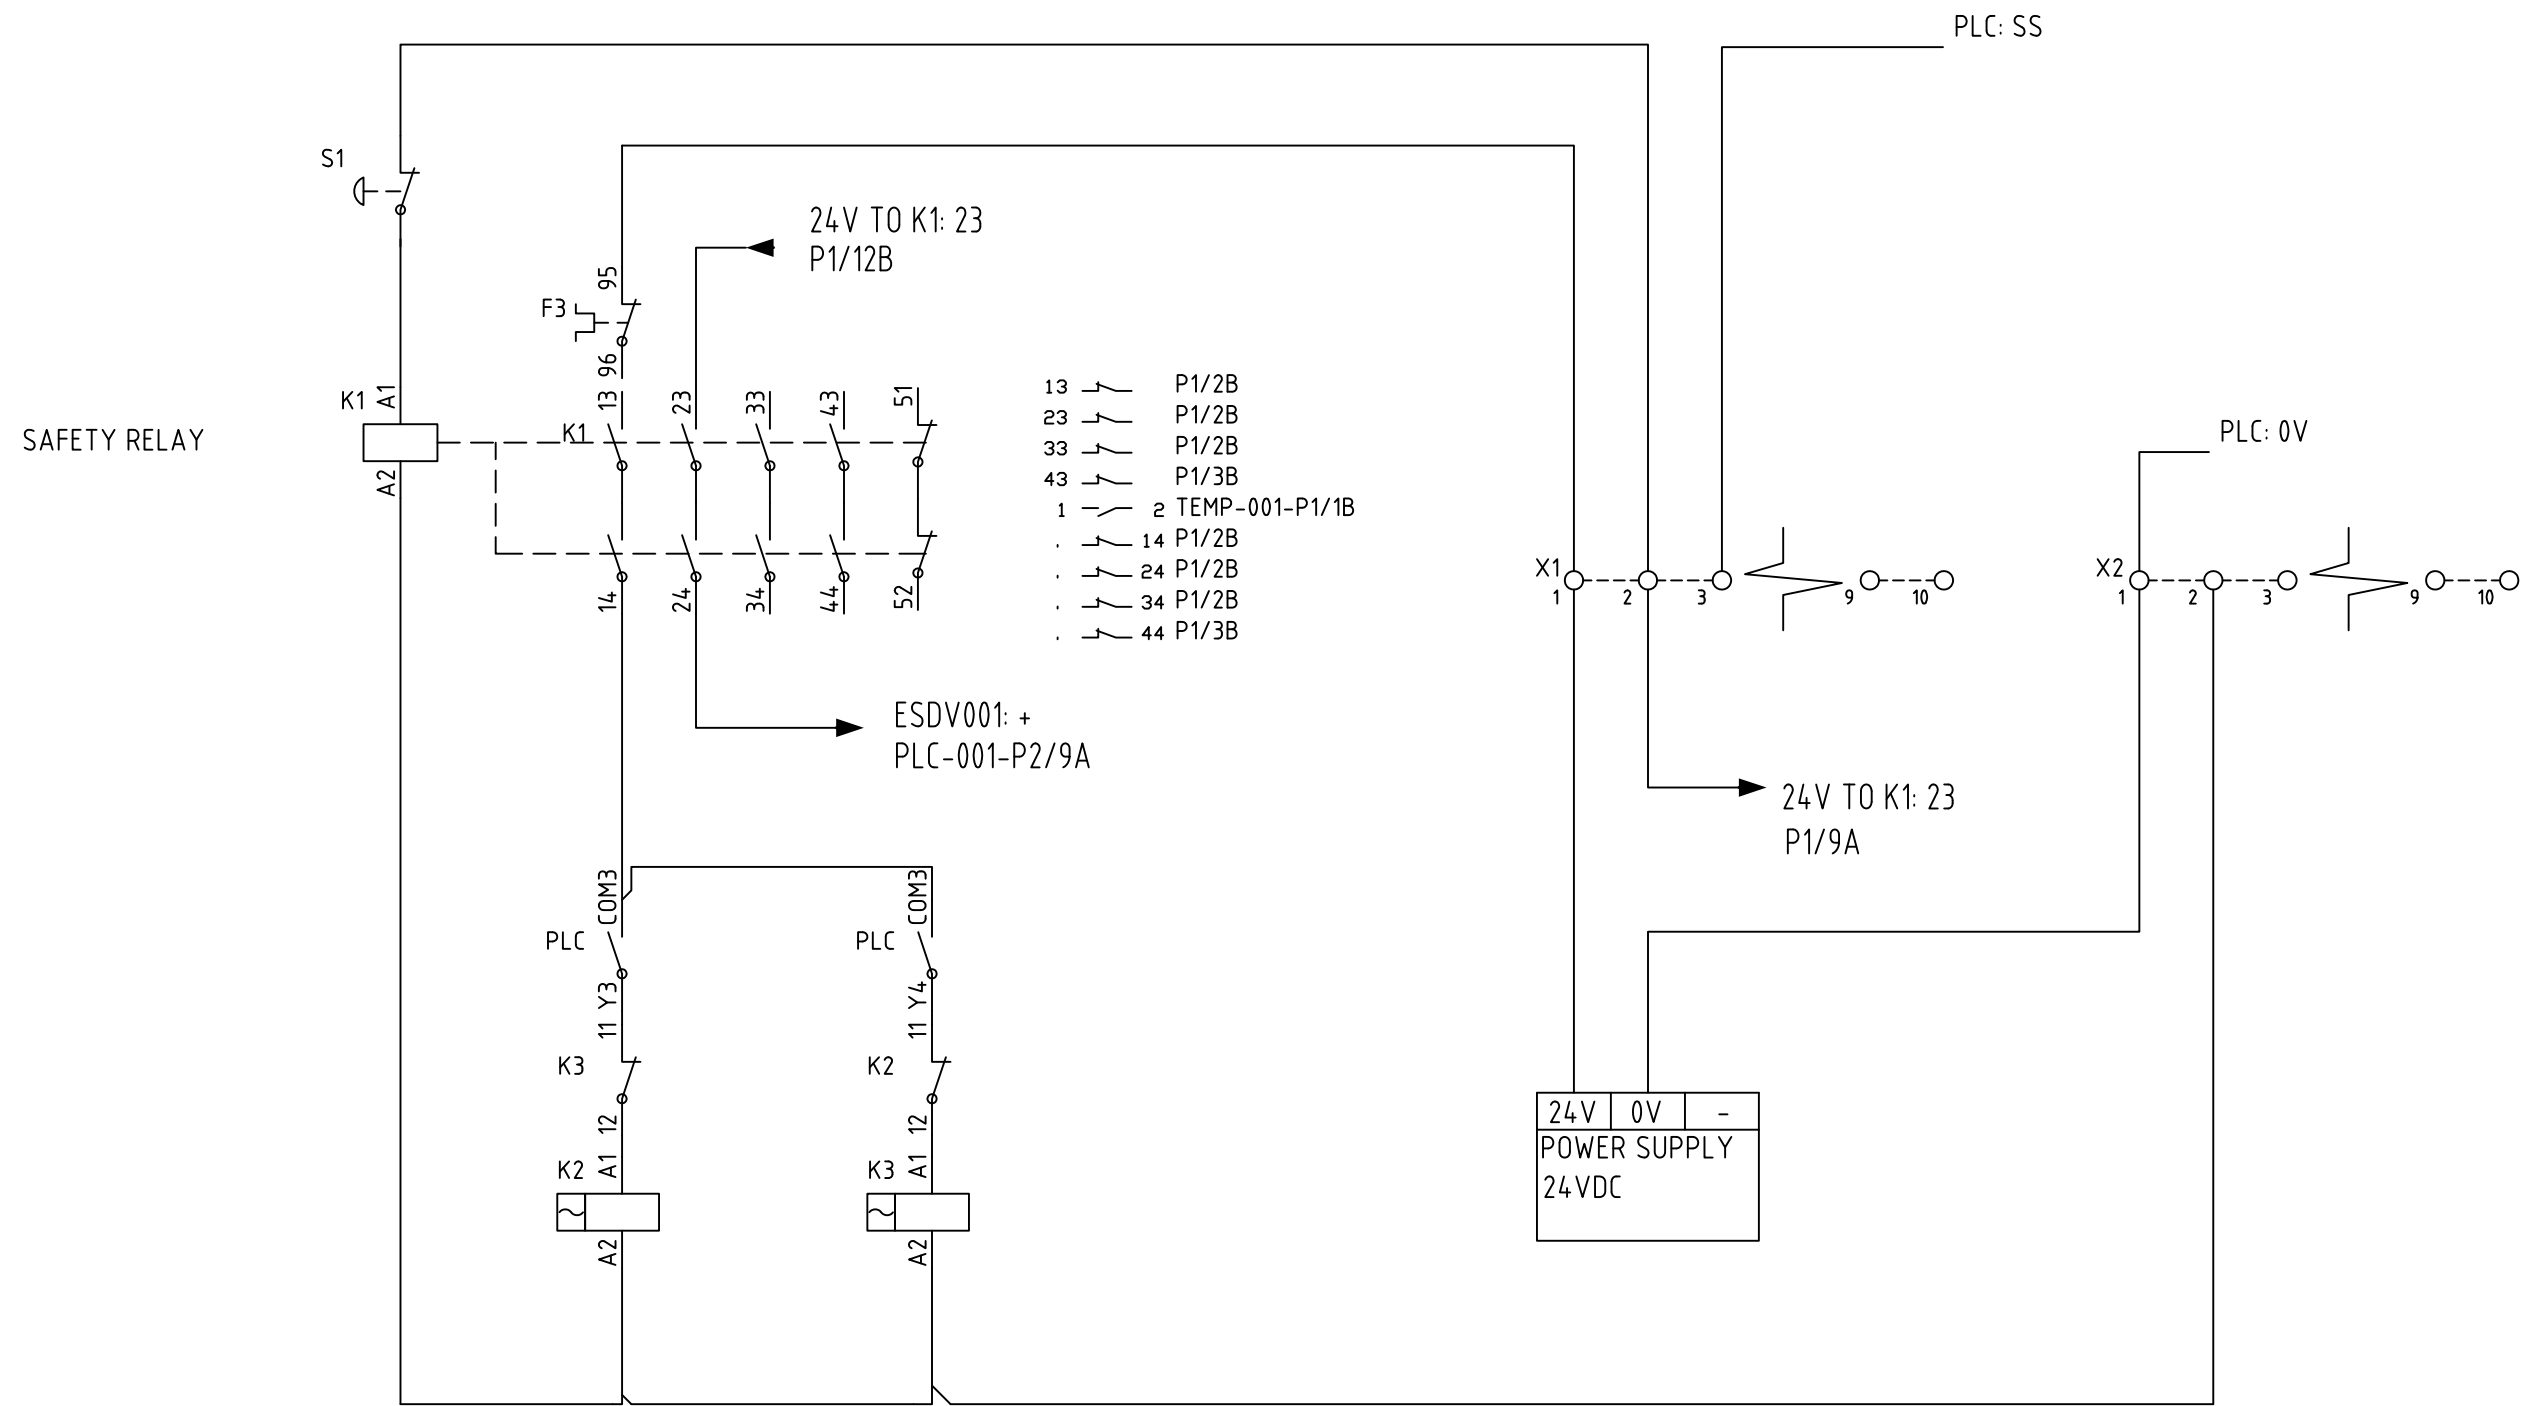 PLC: SS
S1
24V TO K1: 23
P1/12B
95
F3
96
K1
A1
13
23
33
43
51
13 P1/2B
23 P1/2B
33 P1/2B
43 P1/3B
1 2 TEMP-001-P1/1B
. 14 P1/2B
. 24 P1/2B
. 34 P1/2B
. 44 P1/3B
SAFETY RELAY
K1
A2
14
24
34
44
52
PLC: 0V
X1
1
2
3
9
10
X2
1
2
3
9
10
ESDV001: +
PLC-001-P2/9A
24V TO K1: 23
P1/9A
COM3
COM3
PLC
PLC
Y3
Y4
11
11
K3
K2
12
12
K2
A1
K3
A1
A2
A2
24V 0V -
POWER SUPPLY
24VDC